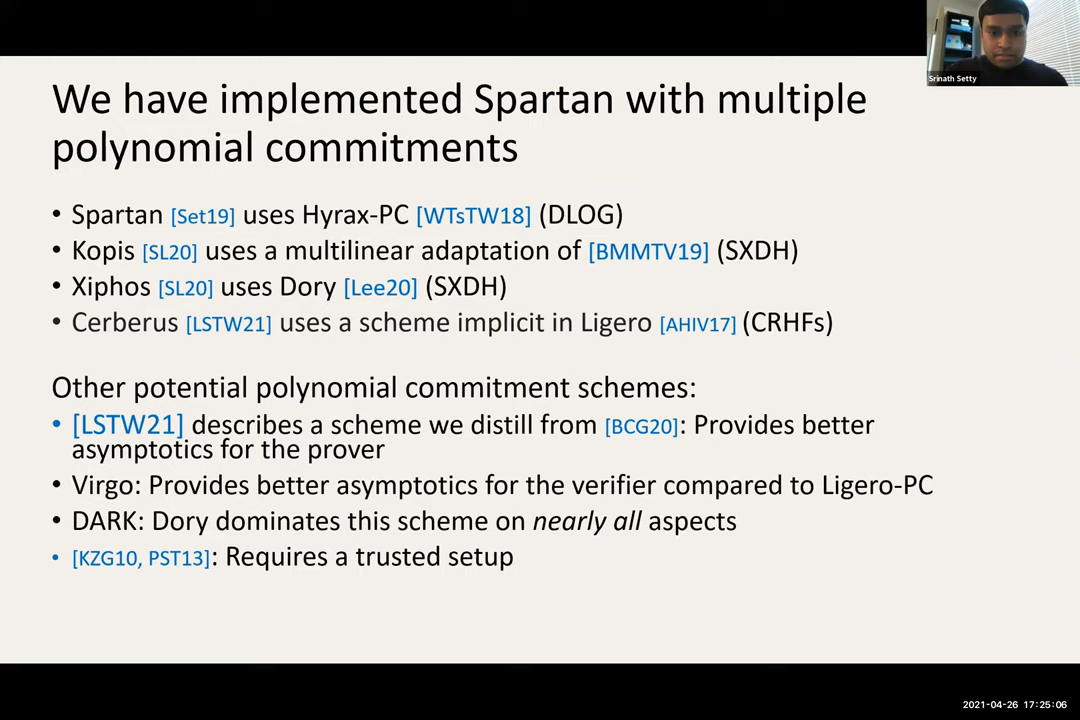 Srinath Setty
We have implemented Spartan with multiple
polynomial commitments
• Spartan [Set19] uses Hyrax-PC [WTsTW18] (DLOG)
• Kopis [SL20] uses a multilinear adaptation of [BMMTV19] (SXDH)
• Xiphos [SL20] uses Dory [Lee20] (SXDH)
• Cerberus [LSTW21] uses a scheme implicit in Ligero [AHIV17] (CRHFs)
Other potential polynomial commitment schemes:
• [LSTW21] describes a scheme we distill from [BCG20]: Provides better
asymptotics for the prover
• Virgo: Provides better asymptotics for the verifier compared to Ligero-PC
• DARK: Dory dominates this scheme on nearly all aspects
• [KZG10, PST13]: Requires a trusted setup
2021-04-26 17:25:06